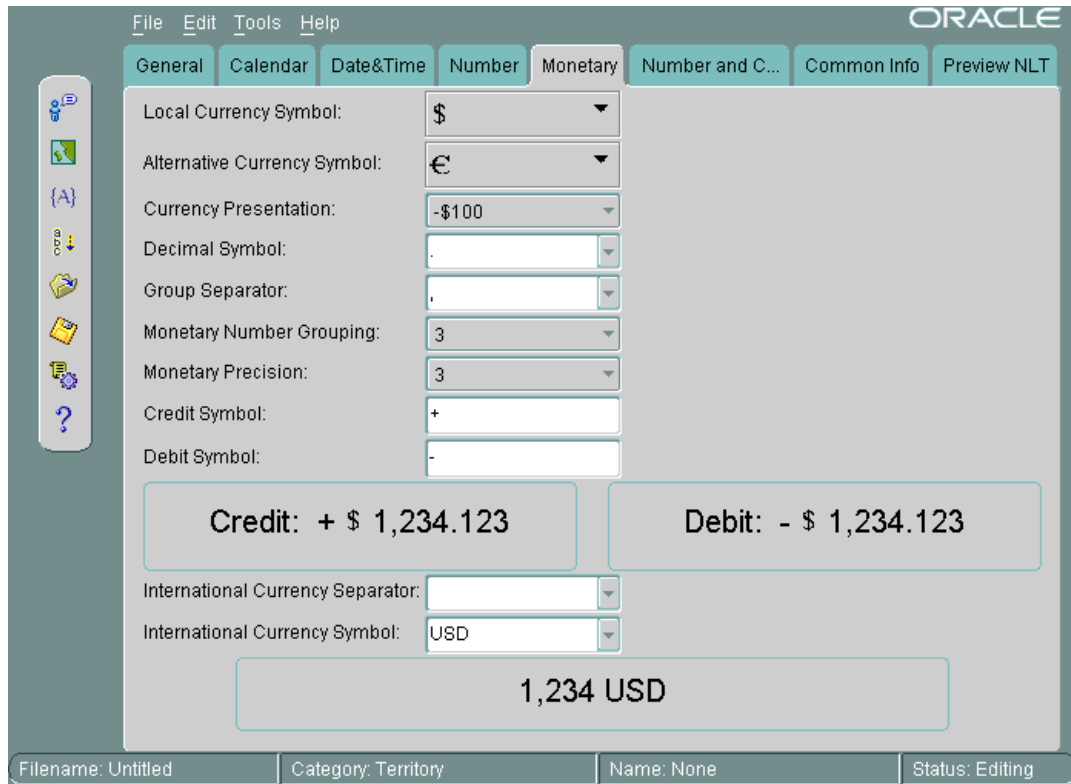 File Edit Tools Help
ORACLE
General Calendar Date&Time Number Monetary Number and C... Common Info Preview NLT
Local Currency Symbol: $
Alternative Currency Symbol: €
{A}
Currency Presentation: -$100
a b c
Decimal Symbol: .
Group Separator: ,
Monetary Number Grouping: 3
Monetary Precision: 3
?
Credit Symbol: +
Debit Symbol: -
Credit: + $ 1,234.123 Debit: - $ 1,234.123
International Currency Separator:
International Currency Symbol: USD
1,234 USD
Filename: Untitled Category: Territory Name: None Status: Editing